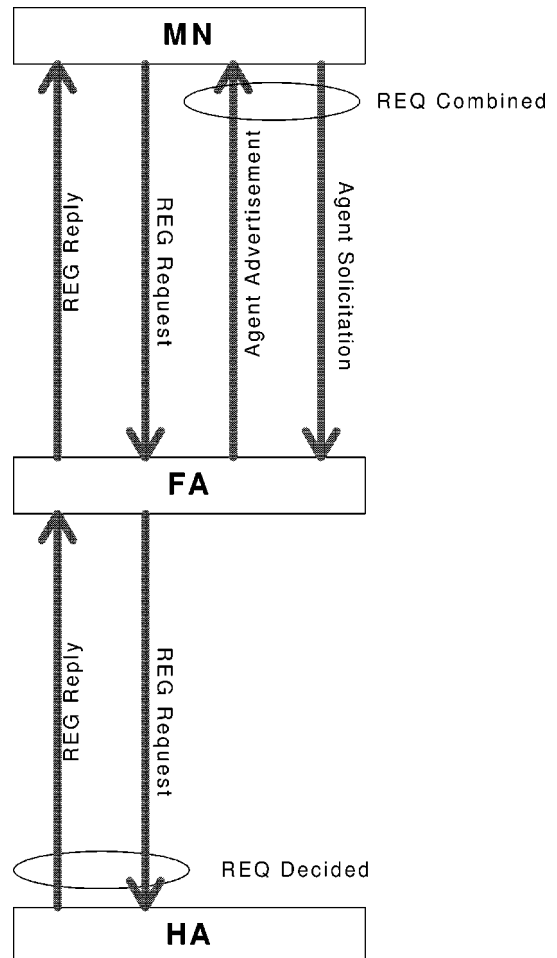 MN
REQ Combined
REG Reply
REG Request
Agent Advertisement
Agent Solicitation
FA
REG Reply
REG Request
REQ Decided
HA